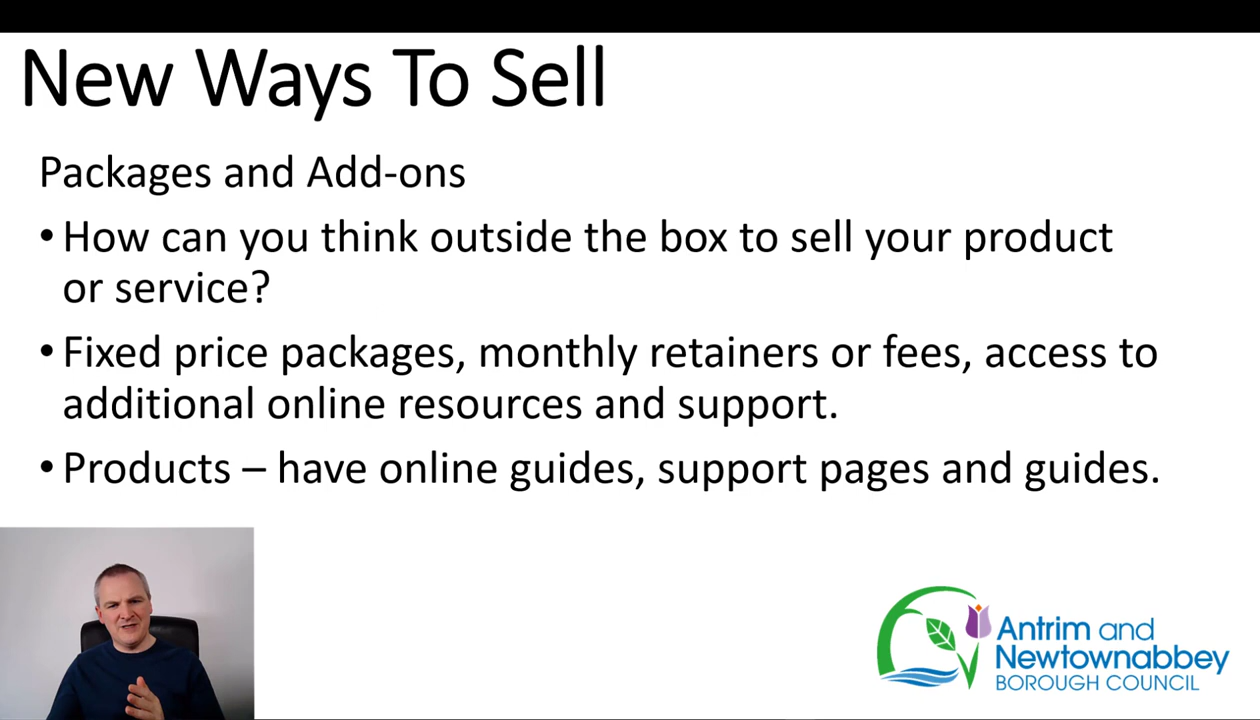 New Ways To Sell
Packages and Add-ons
• How can you think outside the box to sell your product
or service?
• Fixed price packages, monthly retainers or fees, access to
additional online resources and support.
• Products – have online guides, support pages and guides.
Antrim and
Newtownabbey
BOROUGH COUNCIL